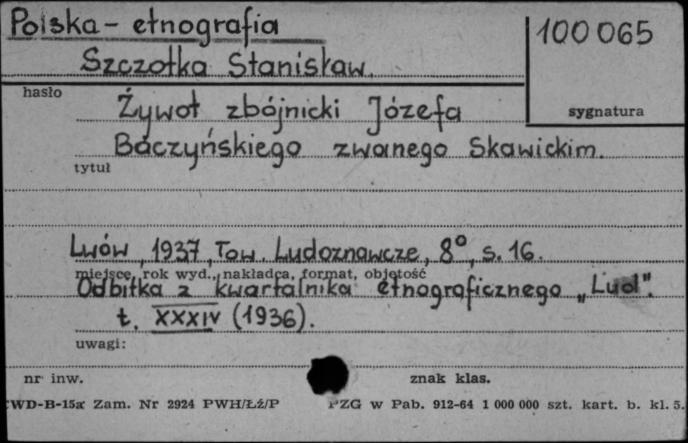 Polska - etnografia
100 065
Szczotka Stanisław.
hasło
Żywot zbójnicki Józefa
sygnatura
Baczyńskiego zwanego Skawickim.
tytuł
Lwów, 1937, Tow. Ludoznawcze, 8°, s. 16.
miejsce, rok wyd., nakładca, format, objętość
Odbitka z kwartalnika etnograficznego „Lud".
t. XXXIV (1936).
uwagi:
nr inw.
znak klas.
WD-B-15a Zam. Nr 2924 PWH/Łź/P PZG w Pab. 912-64 1 000 000 szt. kart. b. kl. 5.